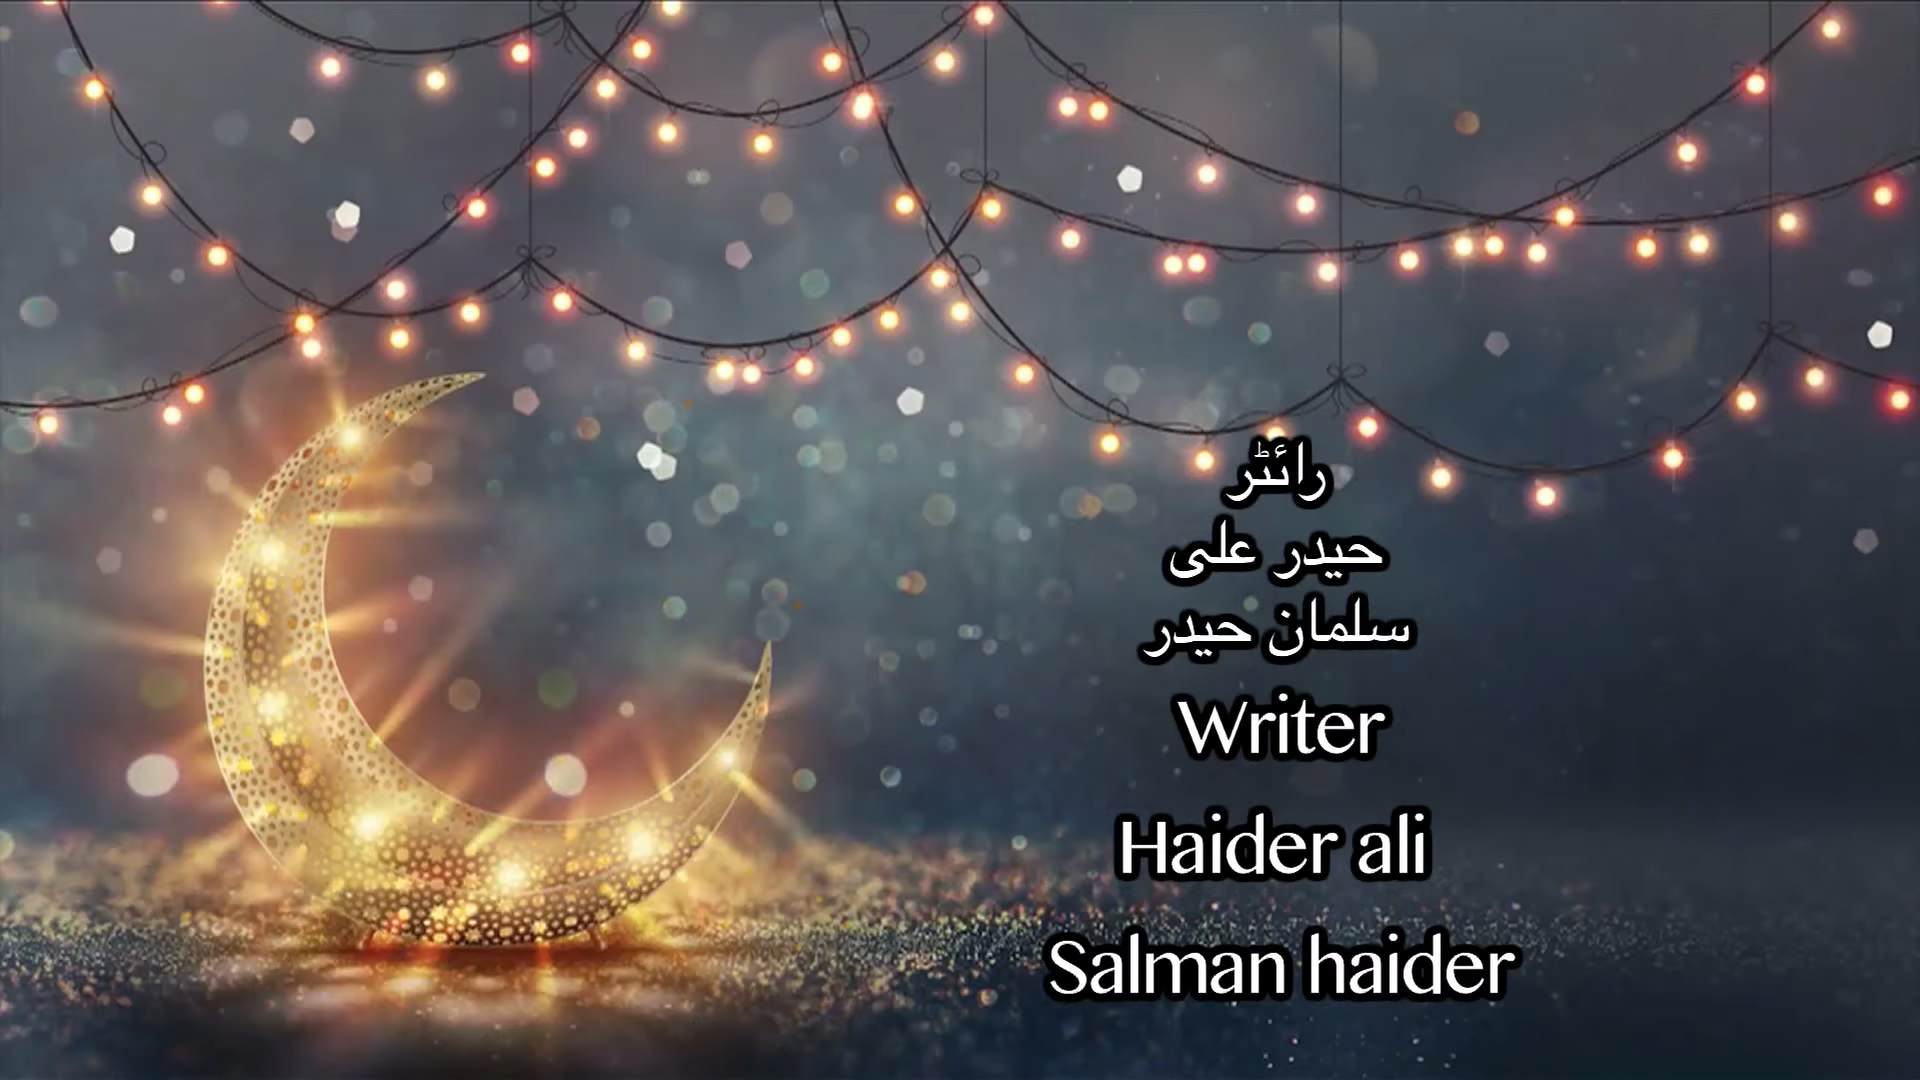 رائٹر
حیدر علی
سلمان حیدر
Writer
Haider ali
Salman haider